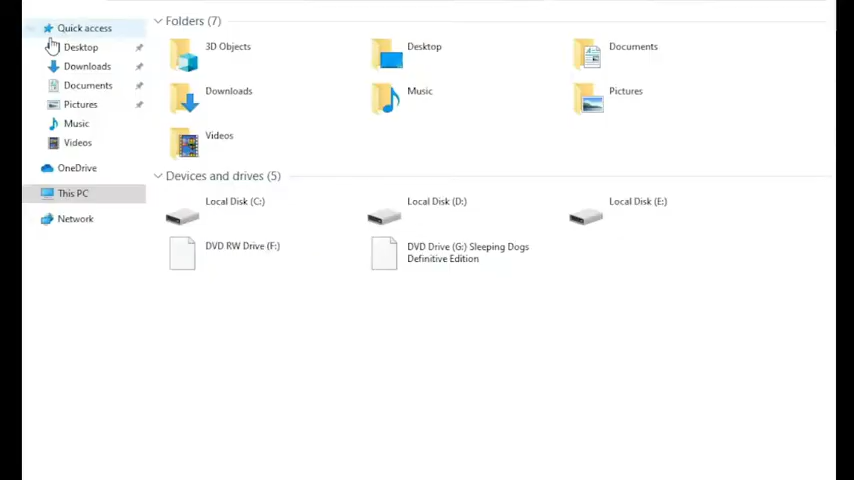 Quick access
Desktop
Downloads
Documents
Pictures
Music
Videos
OneDrive
This PC
Network
Folders (7)
3D Objects
Desktop
Documents
Downloads
Music
Pictures
Videos
Devices and drives (5)
Local Disk (C:)
Local Disk (D:)
Local Disk (E:)
DVD RW Drive (F:)
DVD Drive (G:) Sleeping Dogs
Definitive Edition